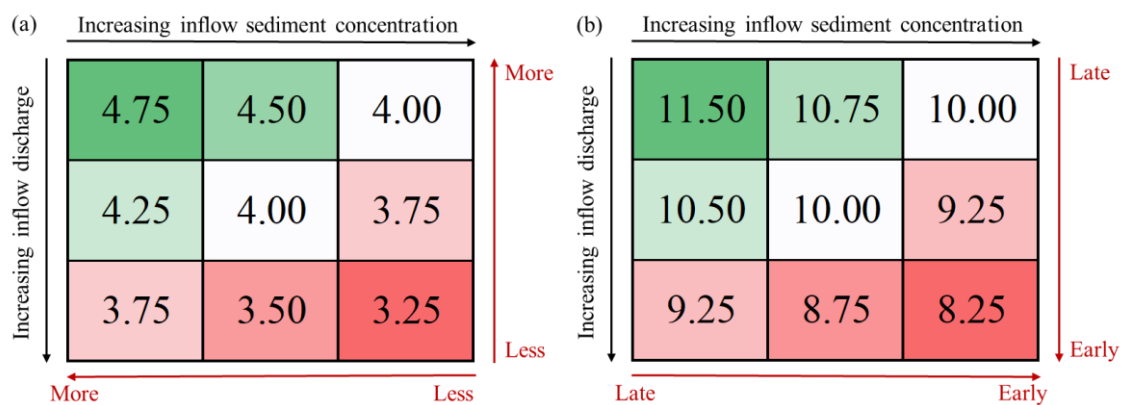 (a)
Increasing inflow sediment concentration
Increasing inflow discharge
4.75 4.50 4.00
4.25 4.00 3.75
3.75 3.50 3.25
More
Less
More
Less
(b)
Increasing inflow sediment concentration
Increasing inflow discharge
11.50 10.75 10.00
10.50 10.00 9.25
9.25 8.75 8.25
Late
Early
Late
Early